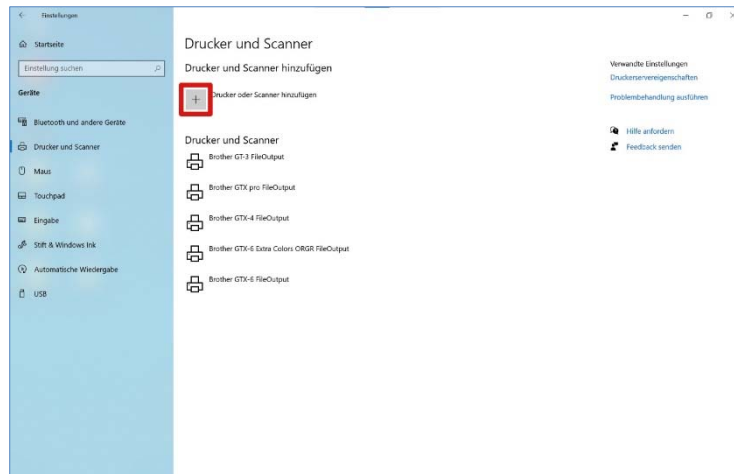 Einstellungen
Startseite
Einstellung suchen
Geräte
Bluetooth und andere Geräte
Drucker und Scanner
Maus
Touchpad
Eingabe
Stift & Windows Ink
Automatische Wiedergabe
USB
Drucker und Scanner
Drucker und Scanner hinzufügen
Drucker oder Scanner hinzufügen
Drucker und Scanner
Brother GT-3 FileOutput
Brother GTX pro FileOutput
Brother GTX-4 FileOutput
Brother GTX-6 Extra Colors ORGR FileOutput
Brother GTX-6 FileOutput
Verwandte Einstellungen
Druckerservereigenschaften
Problembehandlung ausführen
Hilfe anfordern
Feedback senden